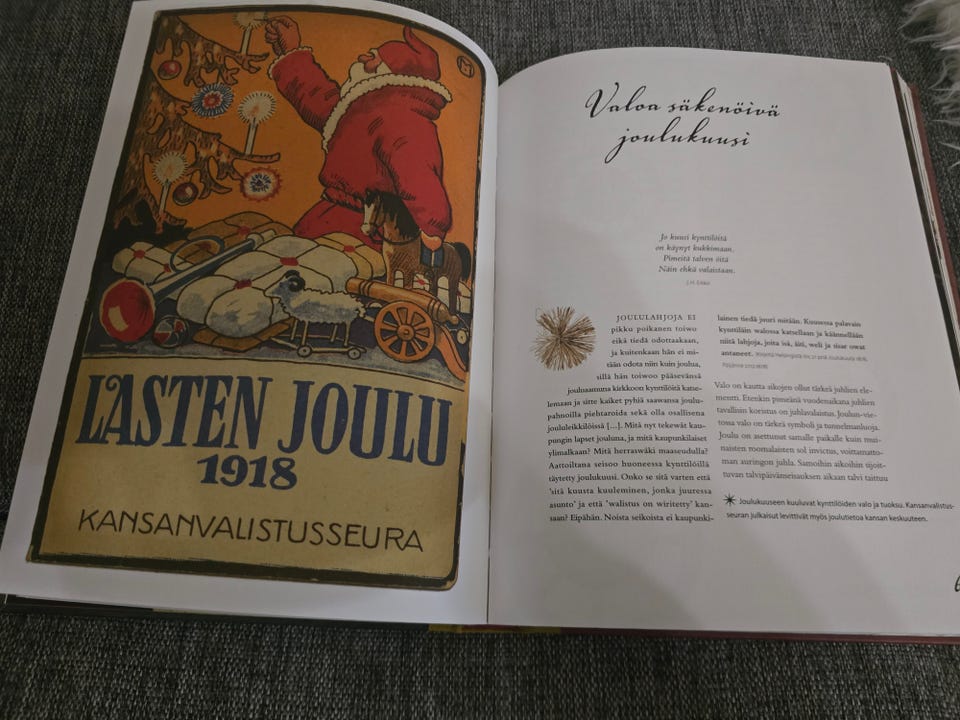 LASTEN JOULU
1918
KANSANVALISTUSSEURA
Valoa säkenöivä
joulukuusi
Jo kuusi kynttilöitä
on käynyt kukkimaan.
Pimeitä talven öitä
Näin ehkä valaistaan.
J.H. Erkko
JOULULAHJOJA EI
pikku poikanen toiwo
eikä tiedä odottaakaan,
ja kuitenkaan hän ei mi-
tään odota niin kuin joulua,
sillä hän toiwoo pääsewänsä
jouluaamuna kirkkoon kynttilöitä katse-
lemaan ja sitte kaiket pyhiä saawansa joulu-
pahnoilla piehtaroida sekä olla osallisena
joululeikkilöissä [...]. Mitä nyt tekewät kau-
pungin lapset jouluna, ja mitä kaupunkilaiset
ylimalkaan? Mitä herraswäki maaseudulla?
Aattoiltana seisoo huoneessa kynttilöillä
täytetty joulukuusi. Onko se sitä varten että
'sitä kuusta kuuleminen, jonka juuressa
asunto' ja että 'walistus on wiritetty' kan-
saan? Eipähän. Noista seikoista ei kaupunki-
lainen tiedä juuri mitään. Kuusessa palavain
kynttiläin walossa katsellaan ja käännellään
niitä lahjoja, joita isä, äiti, weli ja sisar owat
antaneet.
Valo on kautta aikojen ollut tärkeä juhlien ele-
mentti. Etenkin pimeänä vuodenaikana juhlien
tavallisin koristus on juhlavalaistus. Joulun-vie-
tossa valo on tärkeä symboli ja tunnelmanluoja.
Joulu on asettunut samalle paikalle kuin mui-
naisten roomalaisten sol invictus, voittamatto-
man auringon juhla. Samoihin aikoihin sijoit-
tuvan talvipäivänseisauksen aikaan talvi taittuu
Joulukuuseen kuuluvat kynttilöiden valo ja tuoksu. Kansanvalistus-
seuran julkaisut levittivät myös joulutietoa kansan keskuuteen.